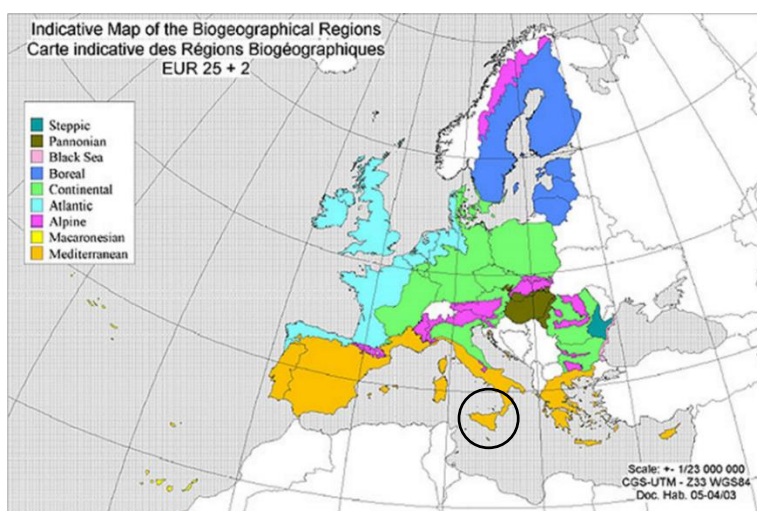 Indicative Map of the Biogeographical Regions
Carte indicative des Régions Biogéographiques
EUR 25 + 2
Steppic
Pannonian
Black Sea
Boreal
Continental
Atlantic
Alpine
Macaronesian
Mediterranean
Scale: +- 1/23 000 000
CGS-UTM - Z33 WGS84
Doc. Hab. 05-04/03